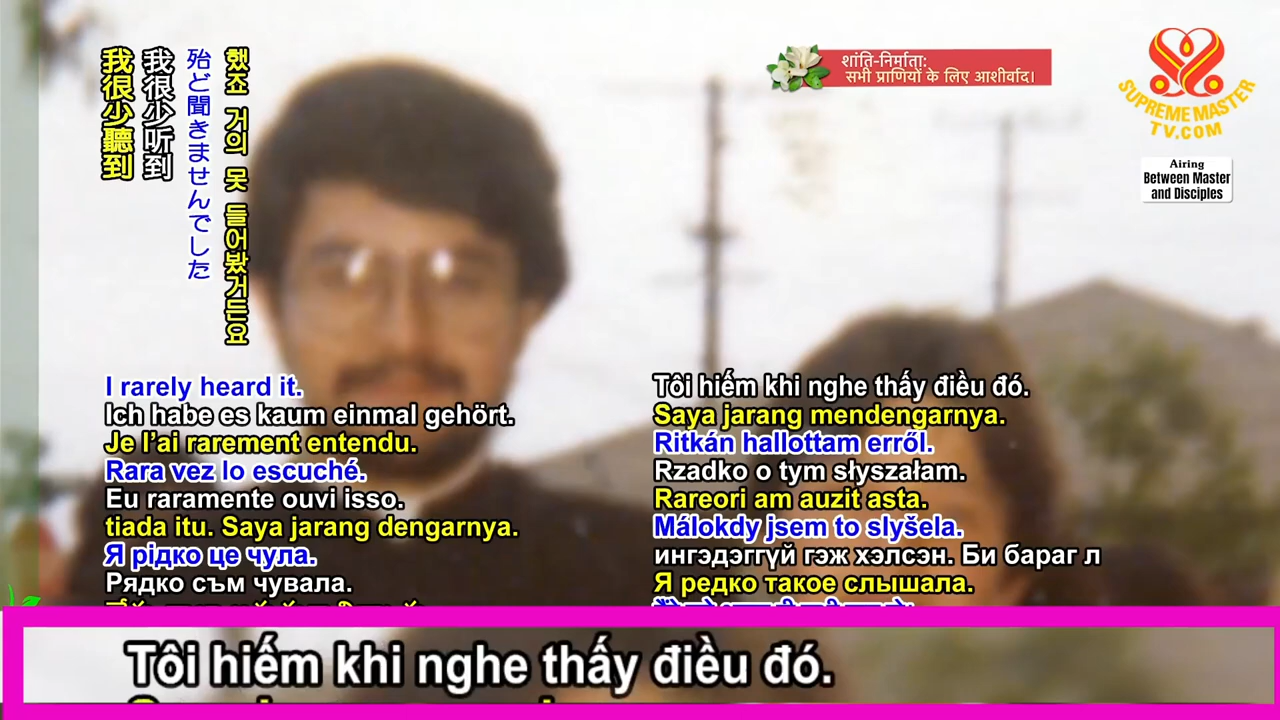 我很少聽到
我很少听到
殆ど聞きませんでした
했죠 거의 못 들어봤거든요
शांति-निर्माता:
सभी प्राणियों के लिए आशीर्वाद।
SUPREME MASTER
TV.COM
Airing
Between Master
and Disciples
I rarely heard it.
Ich habe es kaum einmal gehört.
Je l’ai rarement entendu.
Rara vez lo escuché.
Eu raramente ouvi isso.
tiada itu. Saya jarang dengarnya.
Я рідко це чула.
Рядко съм чувала.
Tôi hiếm khi nghe thấy điều đó.
Saya jarang mendengarnya.
Ritkán hallottam erről.
Rzadko o tym słyszałam.
Rareori am auzit asta.
Málokdy jsem to slyšela.
ингэдэггүй гэж хэлсэн. Би бараг л
Я редко такое слышала.
Tôi hiếm khi nghe thấy điều đó.